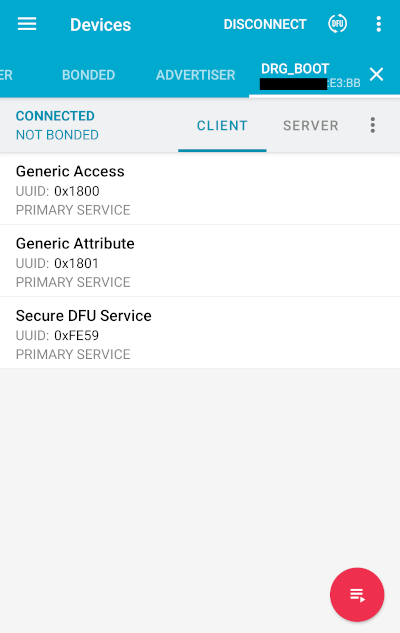 Devices DISCONNECT DFU
ER BONDED ADVERTISER DRG_BOOT
:E3:BB
CONNECTED
NOT BONDED
CLIENT SERVER
Generic Access
UUID: 0x1800
PRIMARY SERVICE
Generic Attribute
UUID: 0x1801
PRIMARY SERVICE
Secure DFU Service
UUID: 0xFE59
PRIMARY SERVICE